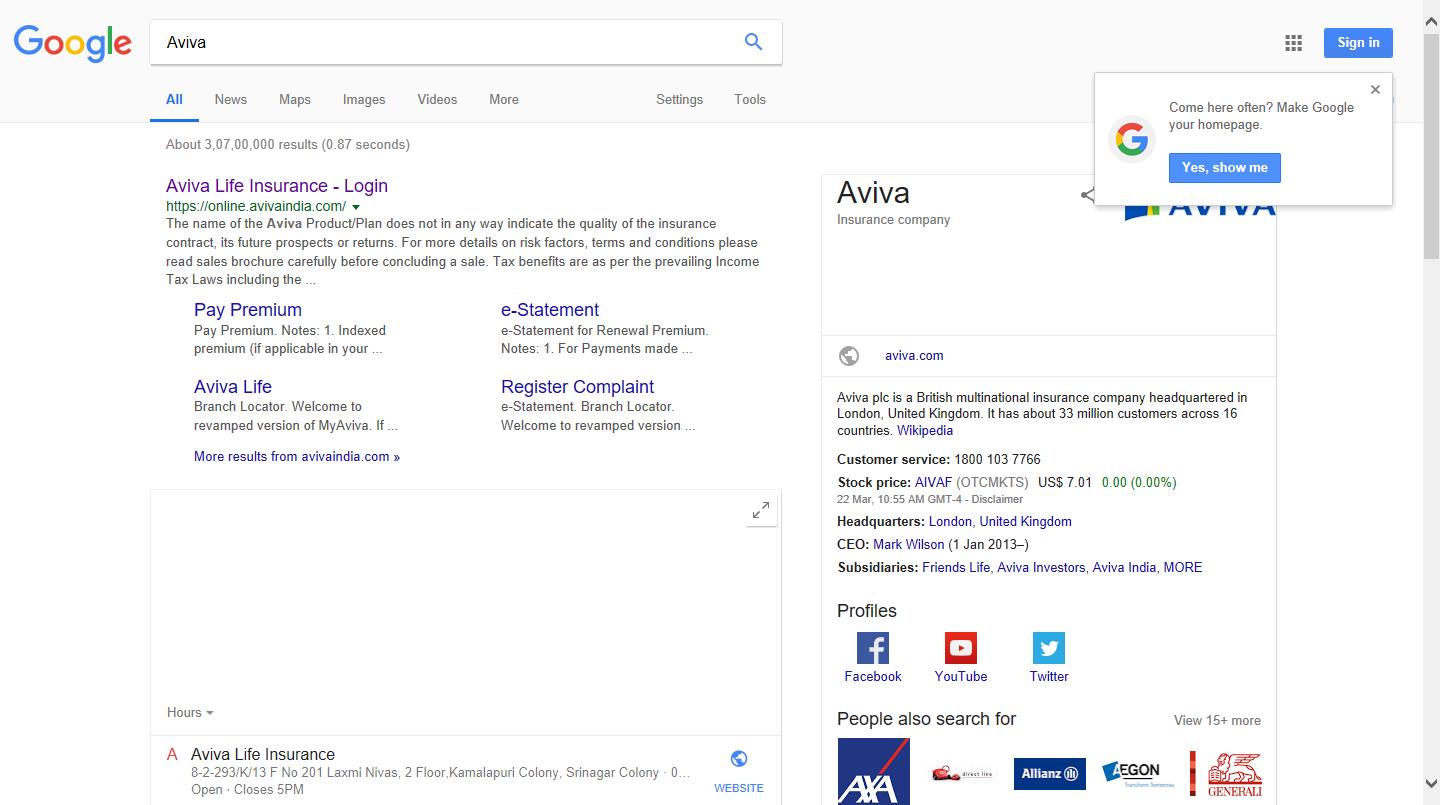 Google
Aviva
Sign in
All
News
Maps
Images
Videos
More
Settings
Tools
Come here often? Make Google
your homepage.
Yes, show me
About 3,07,00,000 results (0.87 seconds)
Aviva Life Insurance - Login
https://online.avivaindia.com/
The name of the Aviva Product/Plan does not in any way indicate the quality of the insurance
contract, its future prospects or returns. For more details on risk factors, terms and conditions please
read sales brochure carefully before concluding a sale. Tax benefits are as per the prevailing Income
Tax Laws including the ...
Pay Premium
Pay Premium. Notes: 1. Indexed
premium (if applicable in your ...
e-Statement
e-Statement for Renewal Premium.
Notes: 1. For Payments made ...
Aviva Life
Branch Locator. Welcome to
revamped version of MyAviva. If ...
Register Complaint
e-Statement. Branch Locator.
Welcome to revamped version ...
More results from avivaindia.com »
Hours
A Aviva Life Insurance
8-2-293/K/13 F No 201 Laxmi Nivas, 2 Floor,Kamalapuri Colony, Srinagar Colony · 0...
Open · Closes 5PM
WEBSITE
Aviva
Insurance company
AVIVA
aviva.com
Aviva plc is a British multinational insurance company headquartered in
London, United Kingdom. It has about 33 million customers across 16
countries. Wikipedia
Customer service: 1800 103 7766
Stock price: AIVAF (OTCMKTS) US$ 7.01 0.00 (0.00%)
22 Mar, 10:55 AM GMT-4 - Disclaimer
Headquarters: London, United Kingdom
CEO: Mark Wilson (1 Jan 2013–)
Subsidiaries: Friends Life, Aviva Investors, Aviva India, MORE
Profiles
Facebook
YouTube
Twitter
People also search for
View 15+ more
AXA
direct line
Allianz
AEGON
Transform Tomorrow
GENERALI